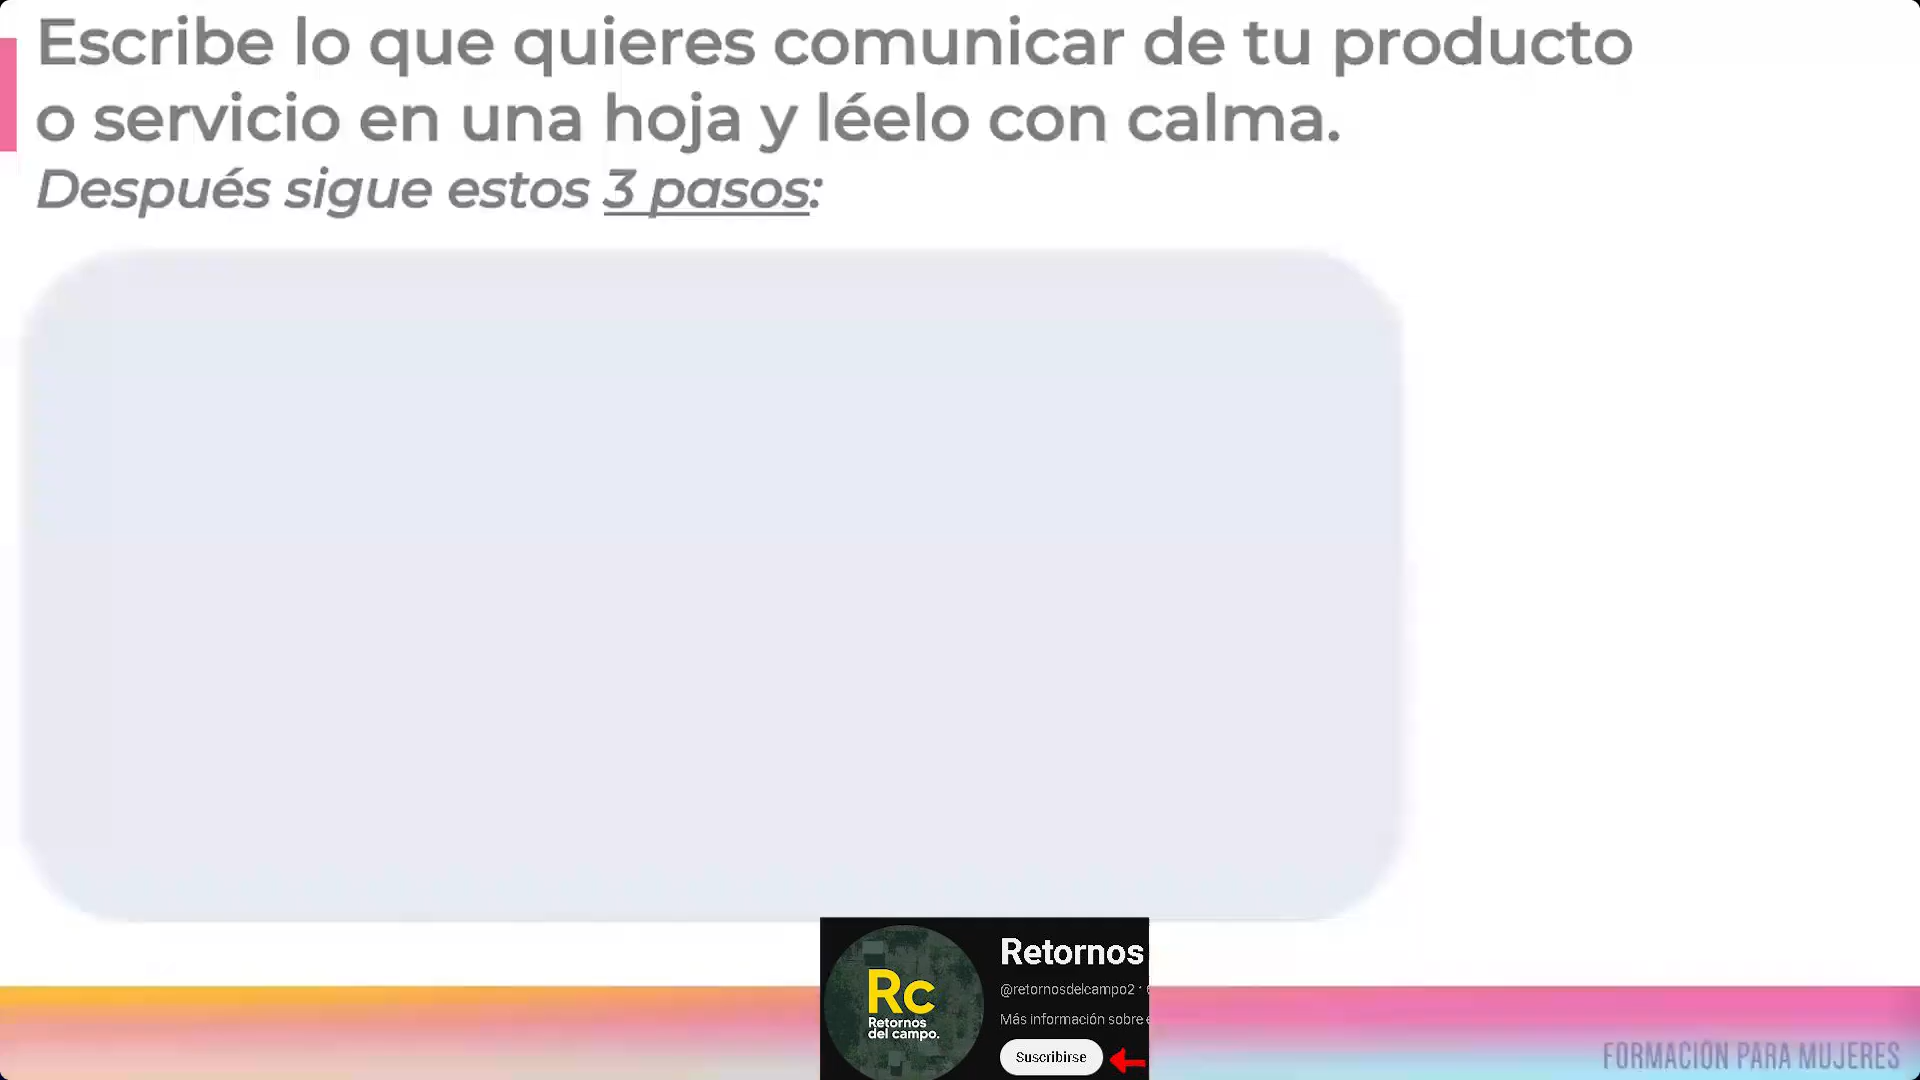 Escribe lo que quieres comunicar de tu producto
o servicio en una hoja y léelo con calma.
Después sigue estos 3 pasos:
Retornos
@retornosdelcampo2 ·
Más información sobre
Suscribirse
Rc
Retornos
del campo.
FORMACIÓN PARA MUJERES